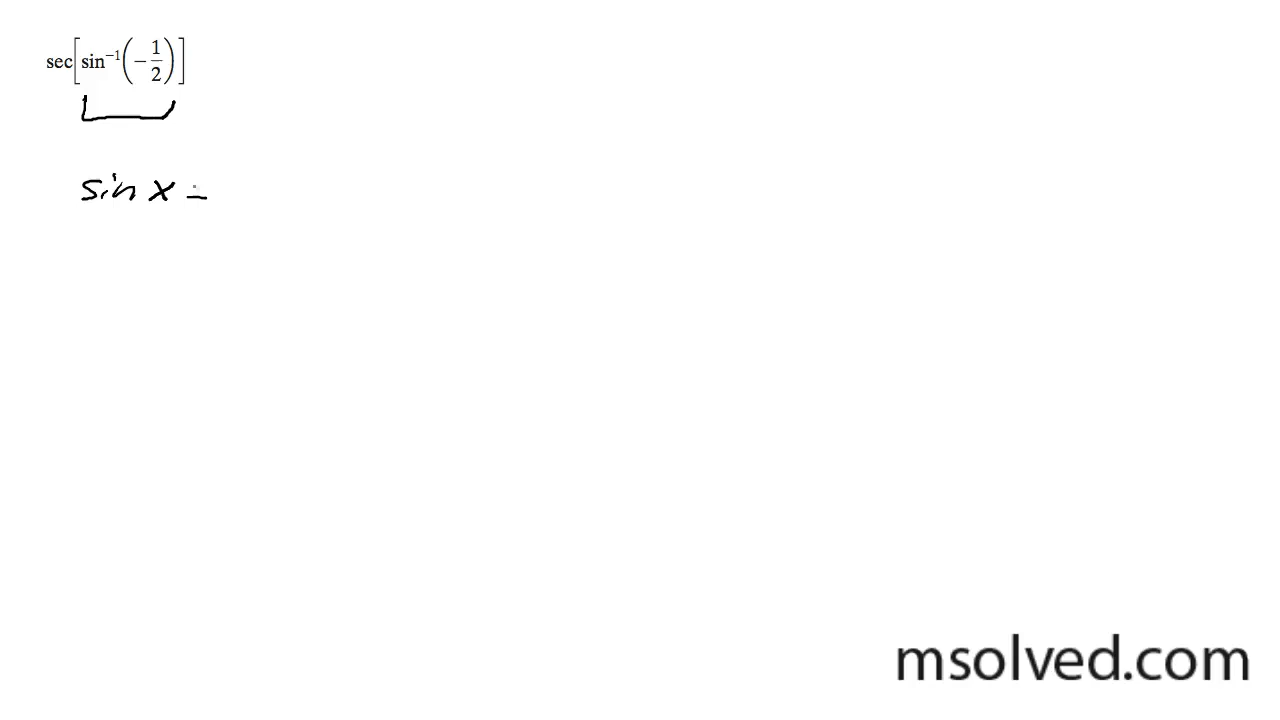 sec[sin⁻¹(-1/2)]
sin x =
msolved.com